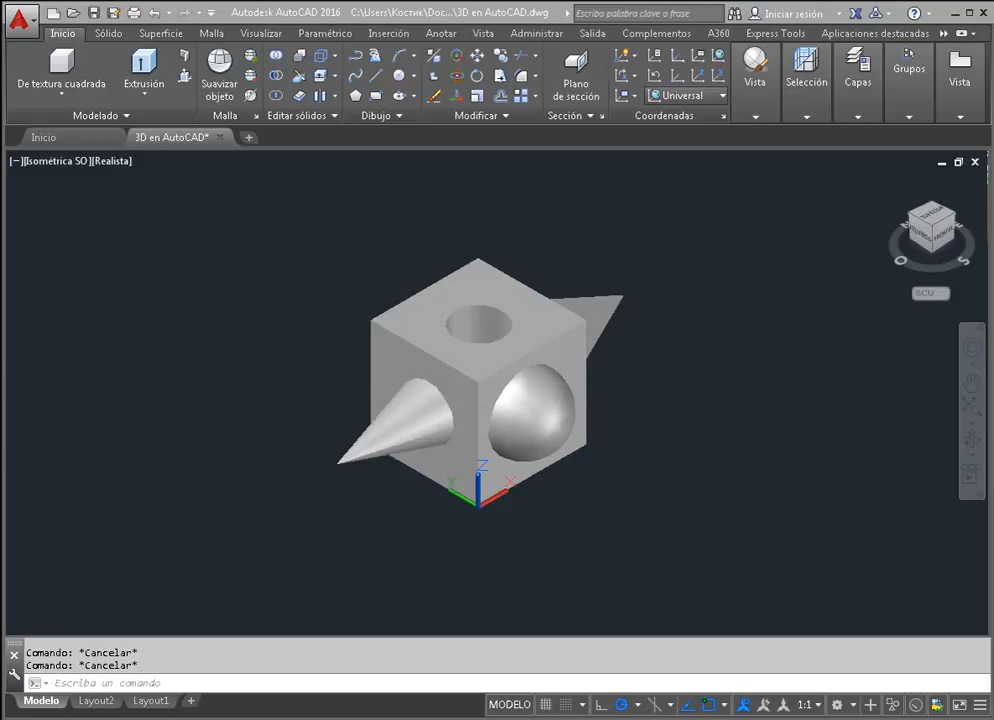 Autodesk AutoCAD 2016 C:\Users\Костик\Doc...\3D en AutoCAD.dwg
Escriba palabra clave o frase
Iniciar sesión
Inicio Sólido Superficie Malla Visualizar Paramétrico Inserción Anotar Vista Administrar Salida Complementos A360 Express Tools Aplicaciones destacadas
De textura cuadrada
Extrusión
Suavizar objeto
Plano de sección
Universal
Vista
Selección
Capas
Grupos
Vista
Modelado Malla Editar sólidos Dibujo Modificar Sección Coordenadas
Inicio 3D en AutoCAD*
[−][Isométrica SO][Realista]
N
FRONTAL
O S
SCU
Z
Y X
Comando: *Cancelar*
Comando: *Cancelar*
Escriba un comando
Modelo Layout2 Layout1 +
MODELO
1:1